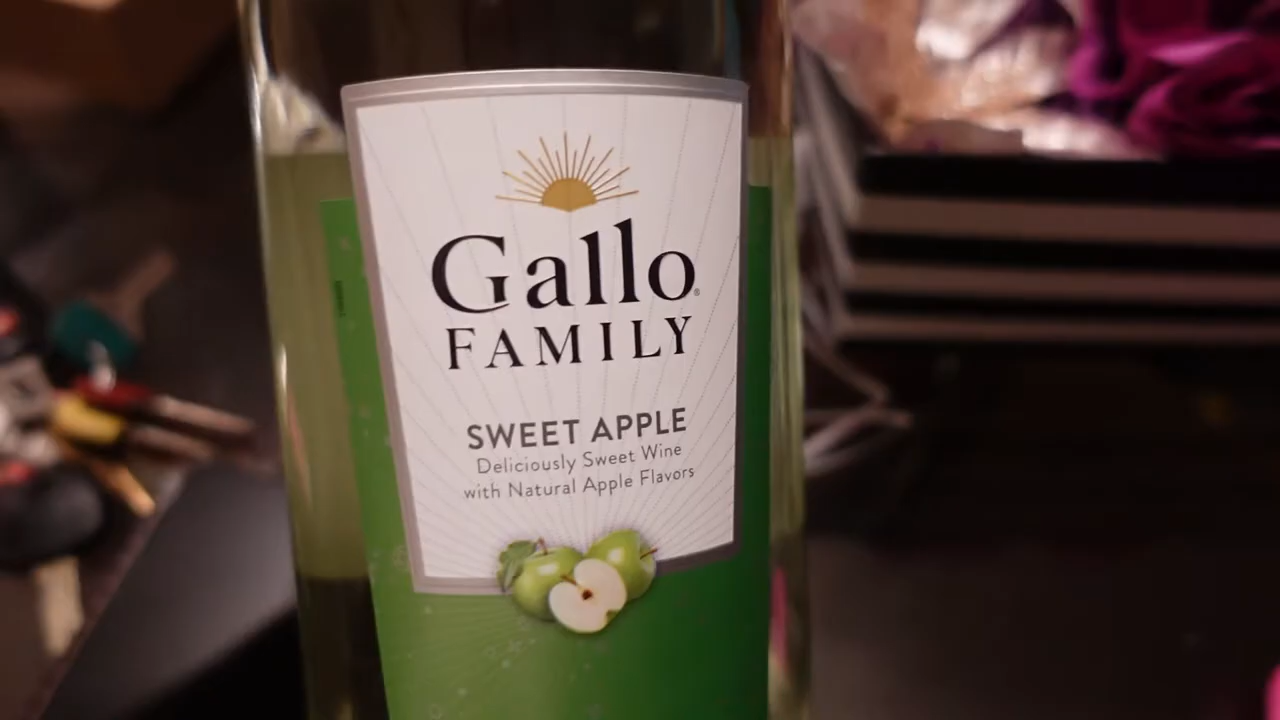 Gallo
FAMILY
SWEET APPLE
Deliciously Sweet Wine
with Natural Apple Flavors